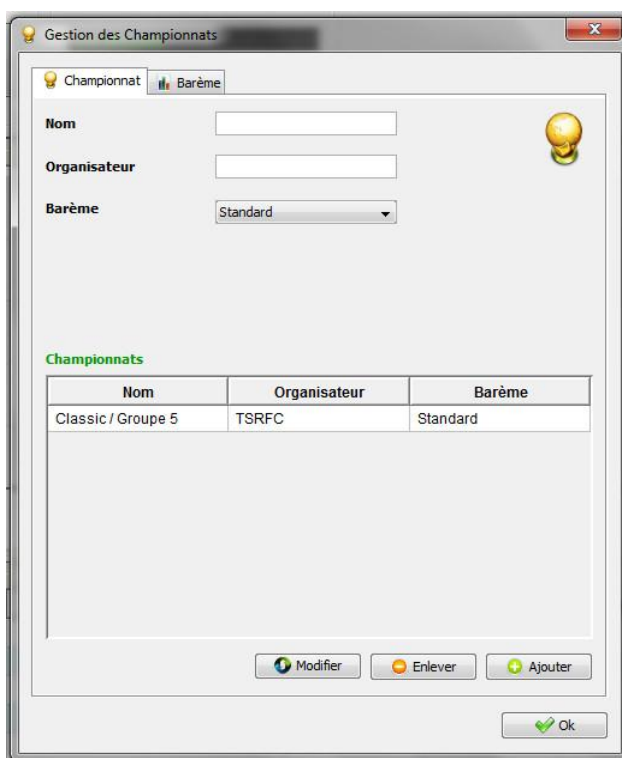 Gestion des Championnats
Championnat Barème
Nom
Organisateur
Barème Standard
Championnats
Nom Organisateur Barème
Classic / Groupe 5 TSRFC Standard
Modifier Enlever Ajouter
Ok